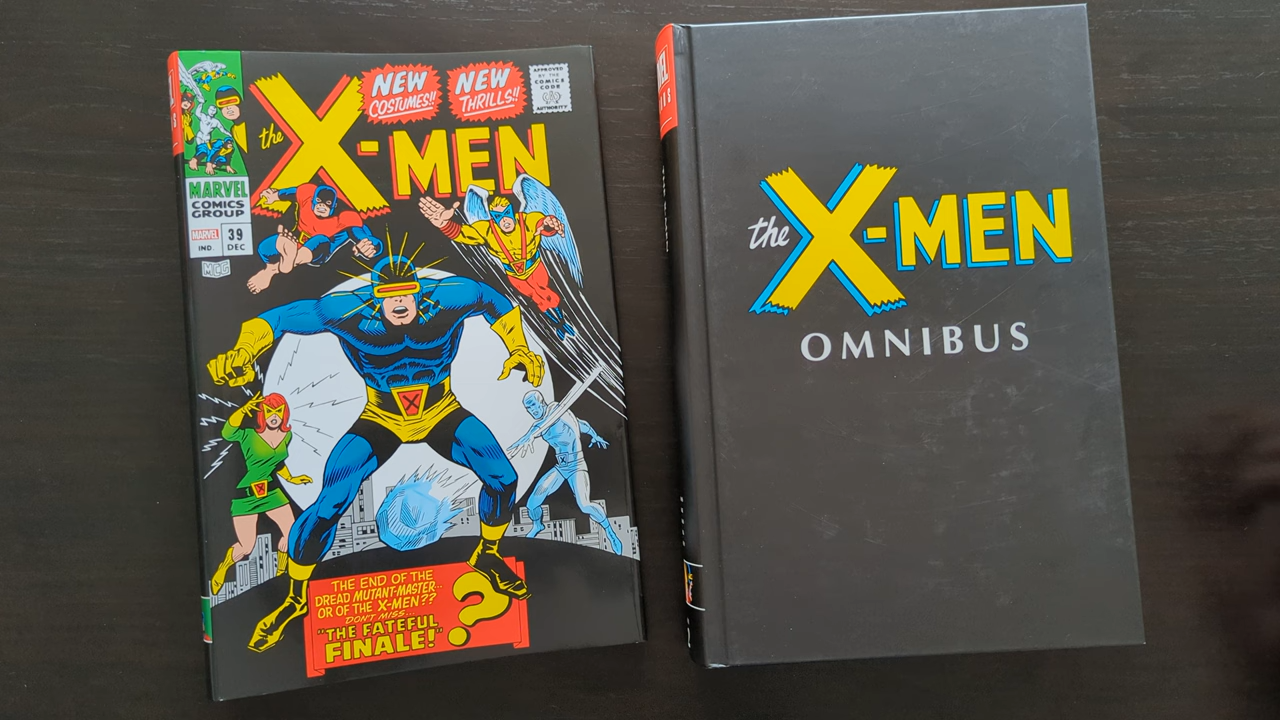 NEW
COSTUMES!!
NEW
THRILLS!!
APPROVED
BY THE
COMICS
CODE
AUTHORITY
the X-MEN
MARVEL
COMICS
GROUP
MARVEL
IND.
39
DEC
MCG
THE END OF THE
DREAD MUTANT-MASTER...
OR OF THE X-MEN??
DON'T MISS...
"THE FATEFUL
FINALE!"
?
the X-MEN
OMNIBUS
2